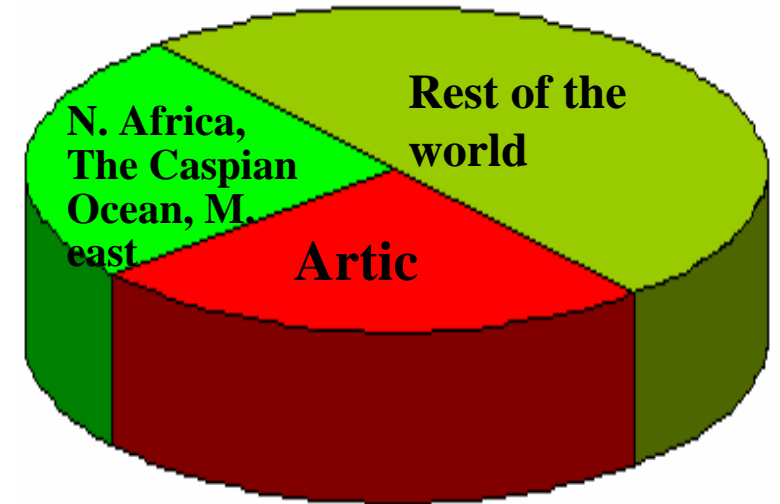 Rest of the
world
N. Africa,
The Caspian
Ocean, M.
east
Artic